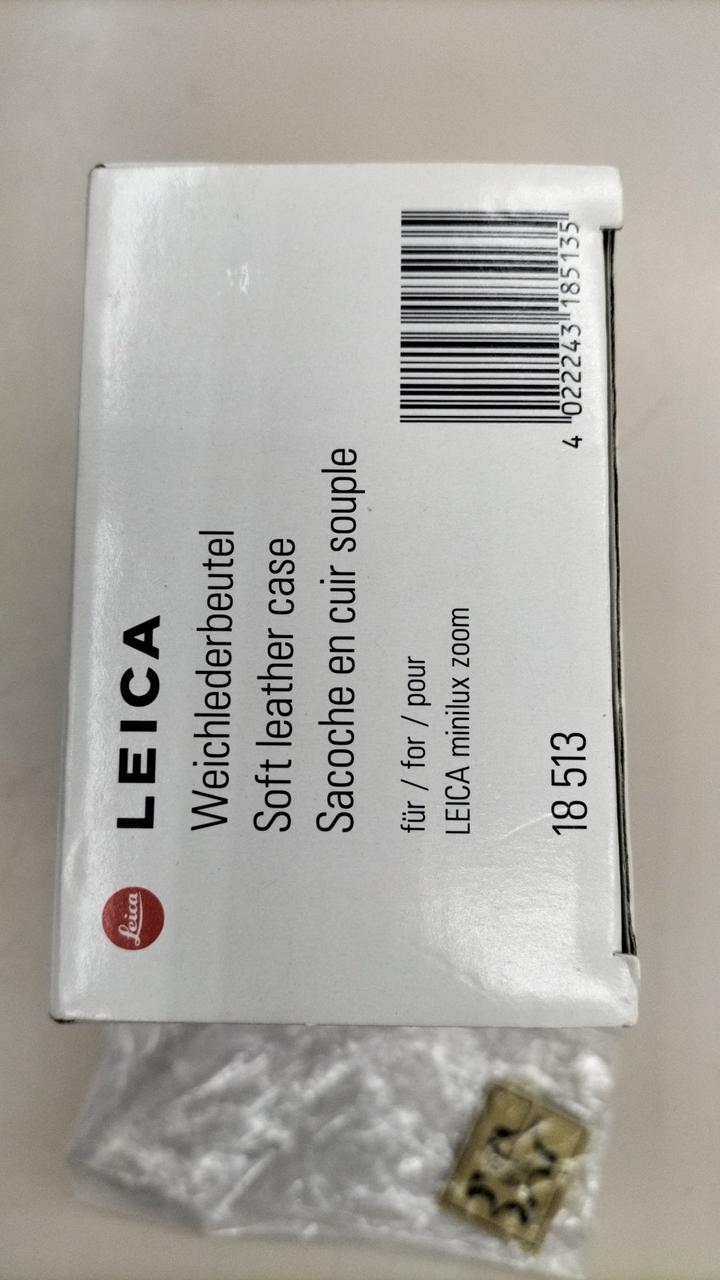 Leica
LEICA
Weichlederbeutel
Soft leather case
Sacoche en cuir souple
für / for / pour
LEICA minilux zoom
18 513
4 022243 185135